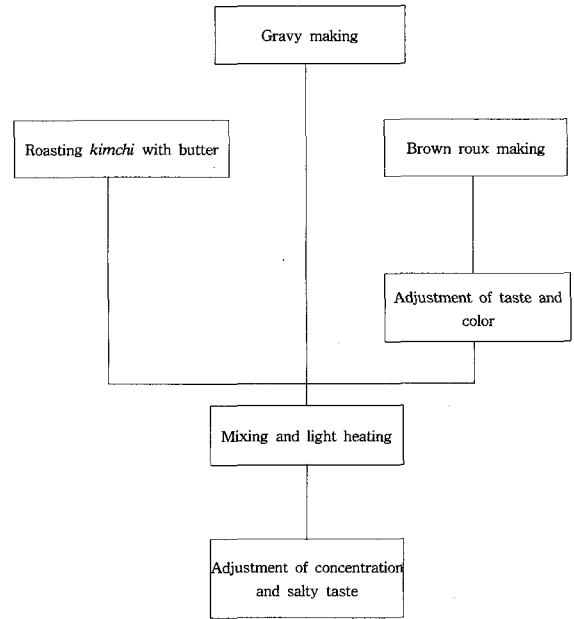 Gravy making
Roasting kimchi with butter
Brown roux making
Adjustment of taste and
color
Mixing and light heating
Adjustment of concentration
and salty taste